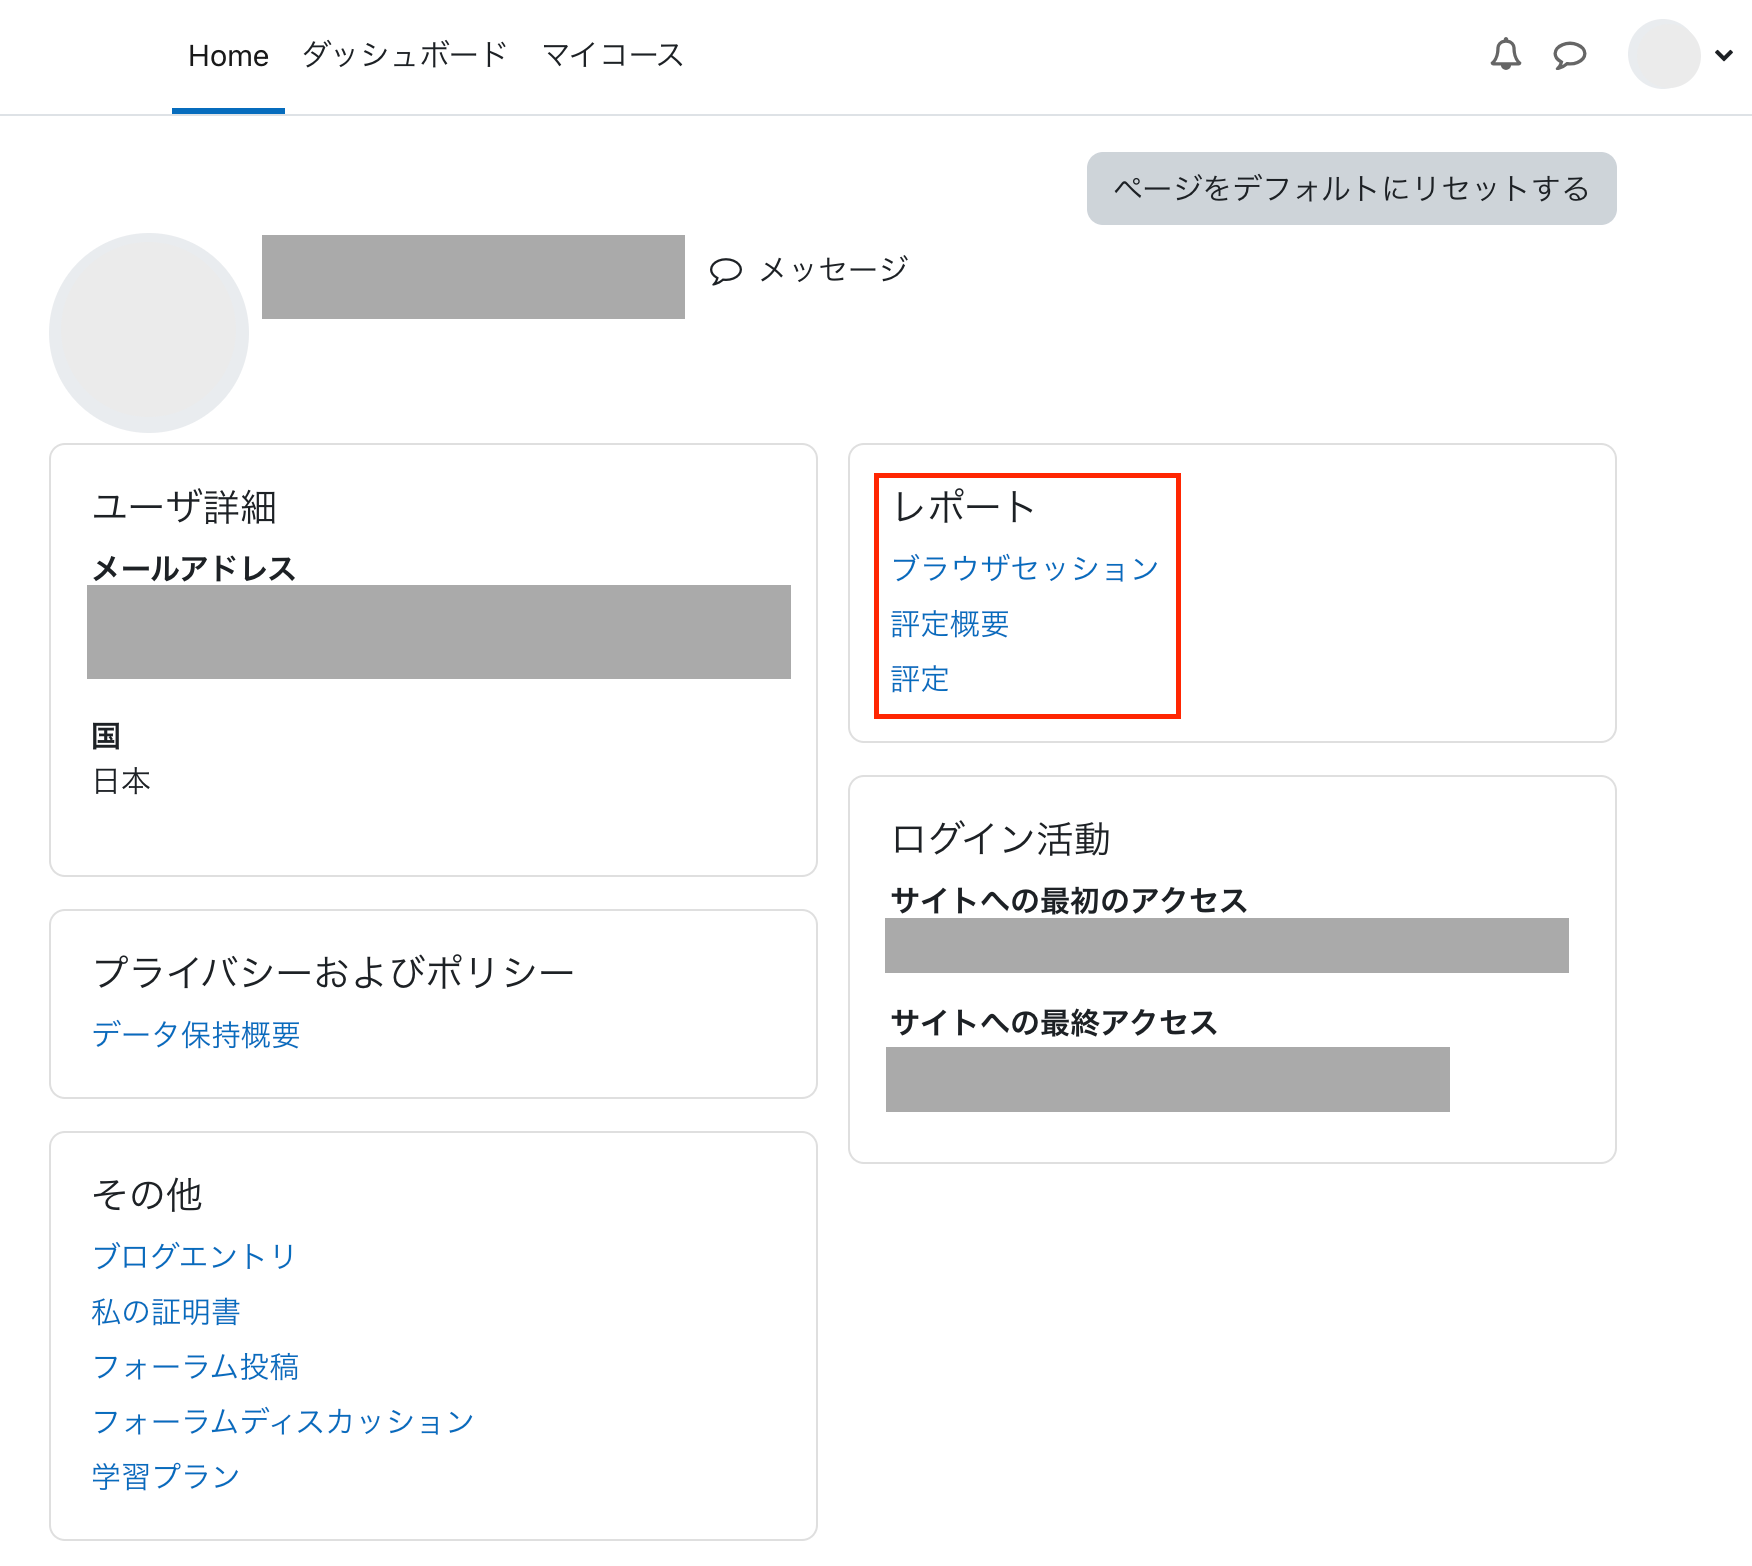 Home ダッシュボード マイコース
ページをデフォルトにリセットする
メッセージ
ユーザ詳細
メールアドレス
国
日本
プライバシーおよびポリシー
データ保持概要
その他
ブログエントリ
私の証明書
フォーラム投稿
フォーラムディスカッション
学習プラン
レポート
ブラウザセッション
評定概要
評定
ログイン活動
サイトへの最初のアクセス
サイトへの最終アクセス